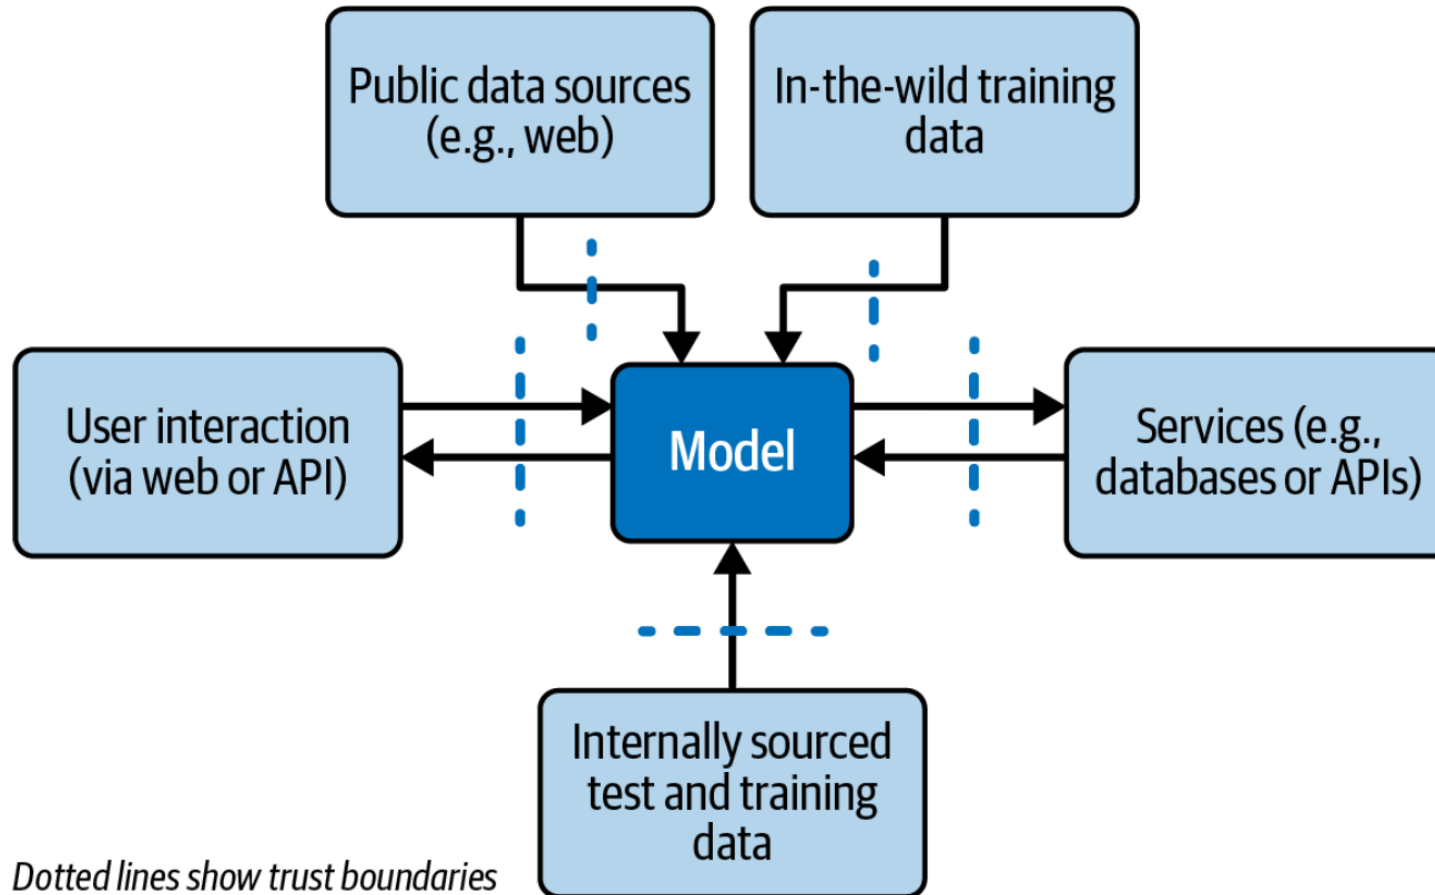 Public data sources
(e.g., web)
In-the-wild training
data
User interaction
(via web or API)
Model
Services (e.g.,
databases or APIs)
Internally sourced
test and training
data
Dotted lines show trust boundaries